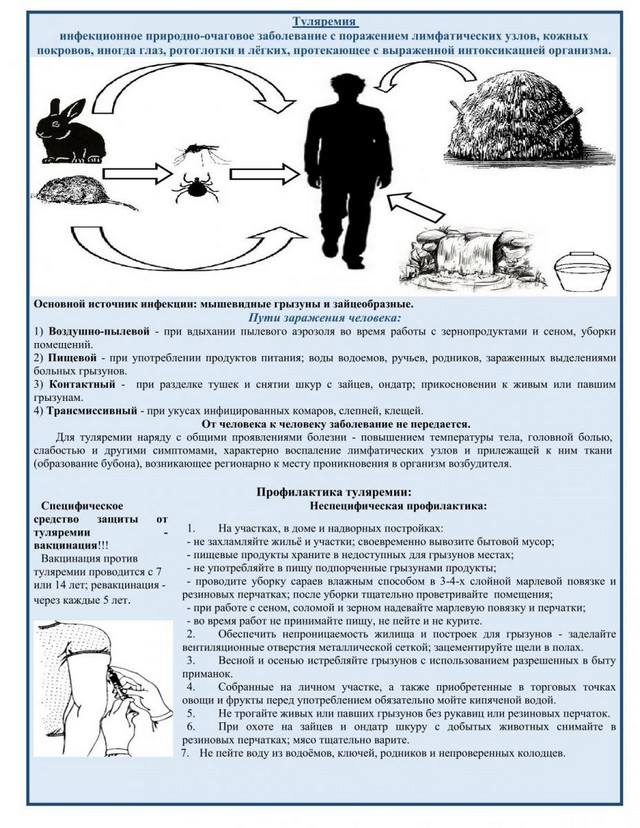 Туляремия
инфекционное природно-очаговое заболевание с поражением лимфатических узлов, кожных
покровов, иногда глаз, ротоглотки и лёгких, протекающее с выраженной интоксикацией организма.
Основной источник инфекции: мышевидные грызуны и зайцеобразные.
Пути заражения человека:
1) Воздушно-пылевой - при вдыхании пылевого аэрозоля во время работы с зернопродуктами и сеном, уборки
помещений.
2) Пищевой - при употреблении продуктов питания; воды водоемов, ручьев, родников, зараженных выделениями
больных грызунов.
3) Контактный - при разделке тушек и снятии шкур с зайцев, ондатр; прикосновении к живым или павшим
грызунам.
4) Трансмиссивный - при укусах инфицированных комаров, слепней, клещей.
От человека к человеку заболевание не передается.
Для туляремии наряду с общими проявлениями болезни - повышением температуры тела, головной болью,
слабостью и другими симптомами, характерно воспаление лимфатических узлов и прилежащей к ним ткани
(образование бубона), возникающее регионарно к месту проникновения в организм возбудителя.
Профилактика туляремии:
Специфическое
средство защиты от
туляремии -
вакцинация!!!
Вакцинация против
туляремии проводится с 7
или 14 лет; ревакцинация -
через каждые 5 лет.
Неспецифическая профилактика:
1. На участках, в доме и надворных постройках:
- не захламляйте жильё и участки; своевременно вывозите бытовой мусор;
- пищевые продукты храните в недоступных для грызунов местах;
- не употребляйте в пищу подпорченные грызунами продукты;
- проводите уборку сараев влажным способом в 3-4-х слойной марлевой повязке и
резиновых перчатках; после уборки тщательно проветривайте помещения;
- при работе с сеном, соломой и зерном надевайте марлевую повязку и перчатки;
- во время работ не принимайте пищу, не пейте и не курите.
2. Обеспечить непроницаемость жилища и построек для грызунов - заделайте
вентиляционные отверстия металлической сеткой; зацементируйте щели в полах.
3. Весной и осенью истребляйте грызунов с использованием разрешенных в быту
приманок.
4. Собранные на личном участке, а также приобретенные в торговых точках
овощи и фрукты перед употреблением обязательно мойте кипяченой водой.
5. Не трогайте живых или павших грызунов без рукавиц или резиновых перчаток.
6. При охоте на зайцев и ондатр шкуру с добытых животных снимайте в
резиновых перчатках; мясо тщательно варите.
7. Не пейте воду из водоёмов, ключей, родников и непроверенных колодцев.